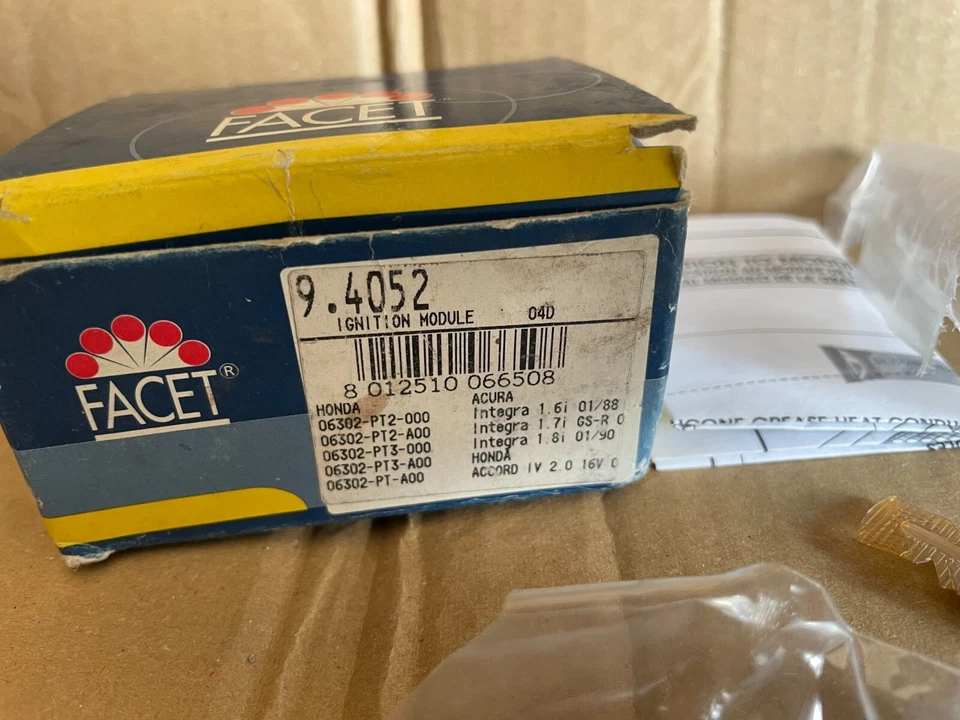 FACET
9.4052
IGNITION MODULE 04D
8 012510 066508
FACET®
HONDA
06302-PT2-000
06302-PT2-A00
06302-PT3-000
06302-PT3-A00
06302-PT-A00
ACURA
Integra 1.6i 01/88
Integra 1.7i GS-R 0
Integra 1.8i 01/90
HONDA
ACCORD IV 2.0 16V 0